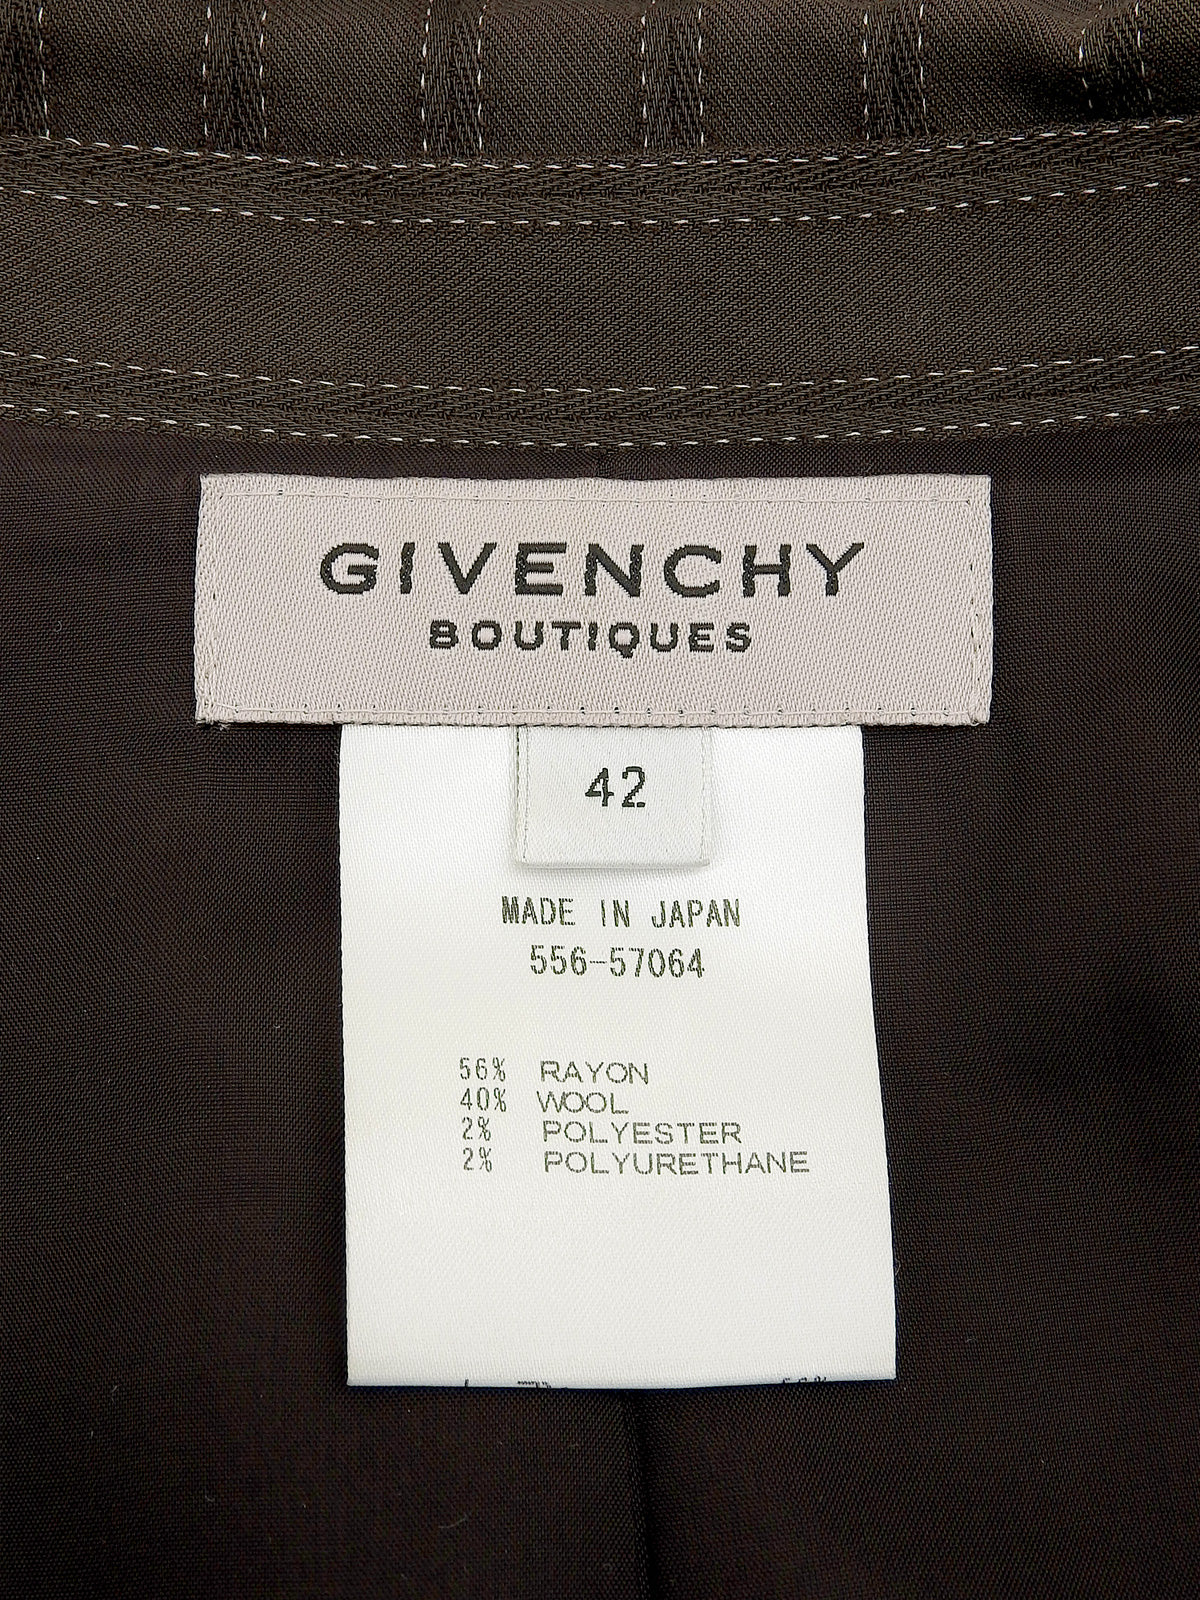 GIVENCHY
BOUTIQUES
42
MADE IN JAPAN
556-57064
56% RAYON
40% WOOL
2% POLYESTER
2% POLYURETHANE